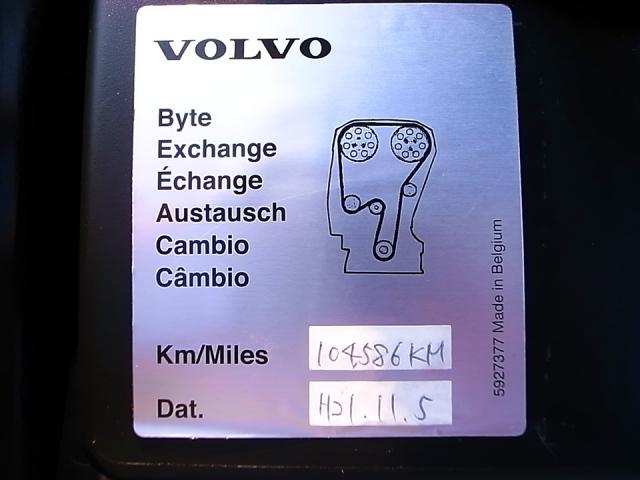 VOLVO
Byte
Exchange
Échange
Austausch
Cambio
Câmbio
Km/Miles 104586KM
Dat. H21.11.5
5927377 Made in Belgium